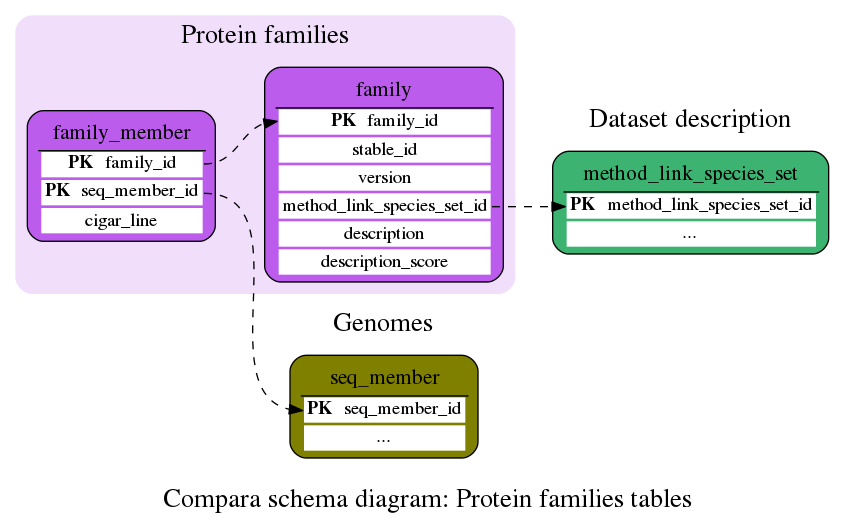 Protein families
family_member
PK family_id
PK seq_member_id
cigar_line
family
PK family_id
stable_id
version
method_link_species_set_id
description
description_score
Dataset description
method_link_species_set
PK method_link_species_set_id
...
Genomes
seq_member
PK seq_member_id
...
Compara schema diagram: Protein families tables